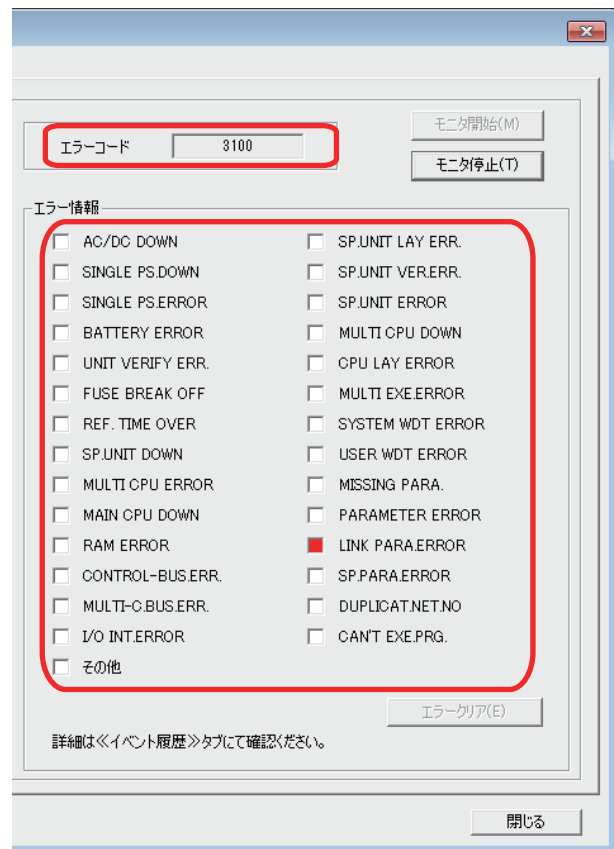 モニタ開始(M)
エラーコード 3100
モニタ停止(T)
エラー情報
AC/DC DOWN SP.UNIT LAY ERR.
SINGLE PS.DOWN SP.UNIT VER.ERR.
SINGLE PS.ERROR SP.UNIT ERROR
BATTERY ERROR MULTI CPU DOWN
UNIT VERIFY ERR. CPU LAY ERROR
FUSE BREAK OFF MULTI EXE.ERROR
REF. TIME OVER SYSTEM WDT ERROR
SP.UNIT DOWN USER WDT ERROR
MULTI CPU ERROR MISSING PARA.
MAIN CPU DOWN PARAMETER ERROR
RAM ERROR LINK PARA.ERROR
CONTROL-BUS.ERR. SP.PARA.ERROR
MULTI-C.BUS.ERR. DUPLICAT.NET.NO
I/O INT.ERROR CAN'T EXE.PRG.
その他
エラークリア(E)
詳細は≪イベント履歴≫タブにて確認ください。
閉じる